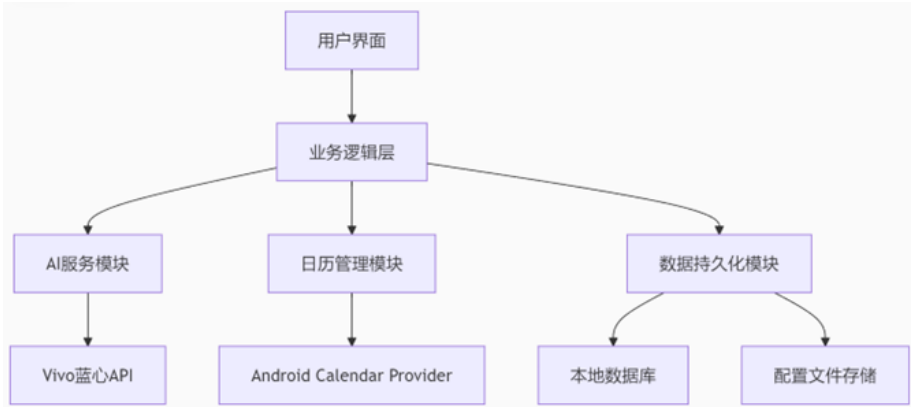 用户界面
业务逻辑层
AI服务模块
日历管理模块
数据持久化模块
Vivo蓝心API
Android Calendar Provider
本地数据库
配置文件存储